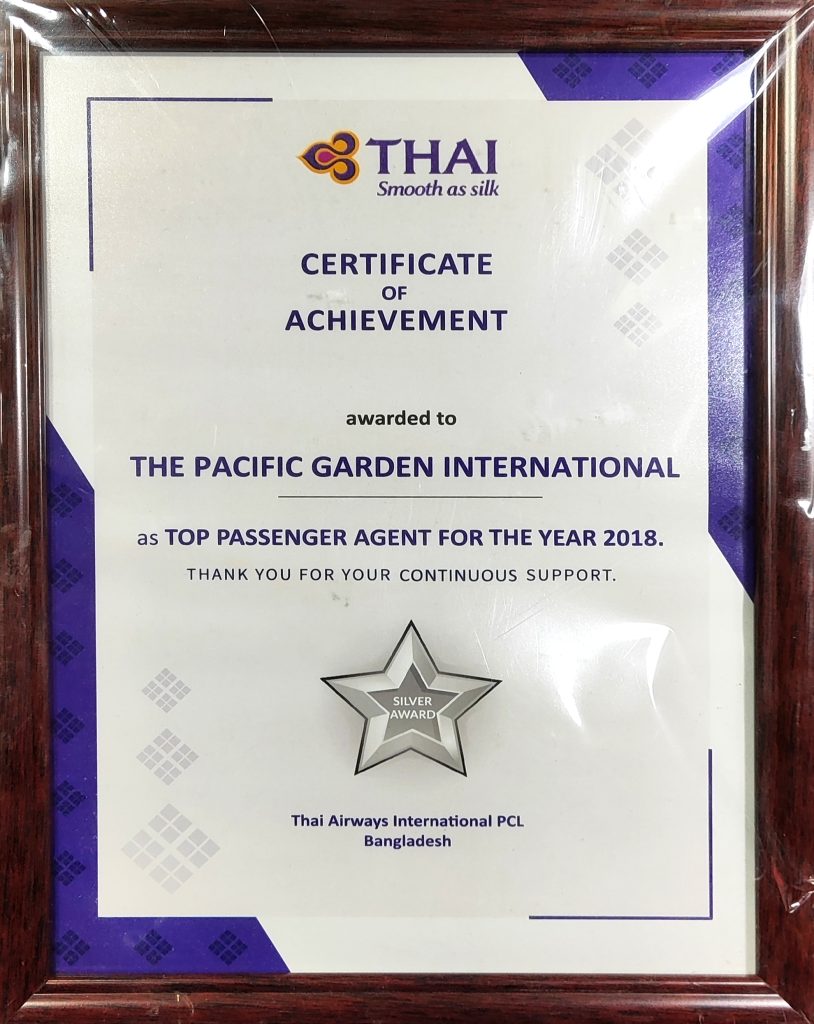 THAI
Smooth as silk
CERTIFICATE
OF
ACHIEVEMENT
awarded to
THE PACIFIC GARDEN INTERNATIONAL
as TOP PASSENGER AGENT FOR THE YEAR 2018.
THANK YOU FOR YOUR CONTINUOUS SUPPORT.
SILVER
AWARD
Thai Airways International PCL
Bangladesh